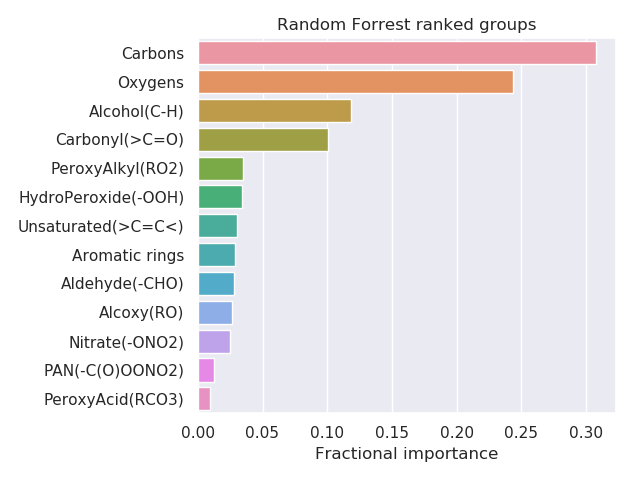 Random Forrest ranked groups
Carbons
Oxygens
Alcohol(C-H)
Carbonyl(>C=O)
PeroxyAlkyl(RO2)
HydroPeroxide(-OOH)
Unsaturated(>C=C<)
Aromatic rings
Aldehyde(-CHO)
Alcoxy(RO)
Nitrate(-ONO2)
PAN(-C(O)OONO2)
PeroxyAcid(RCO3)
0.00 0.05 0.10 0.15 0.20 0.25 0.30
Fractional importance